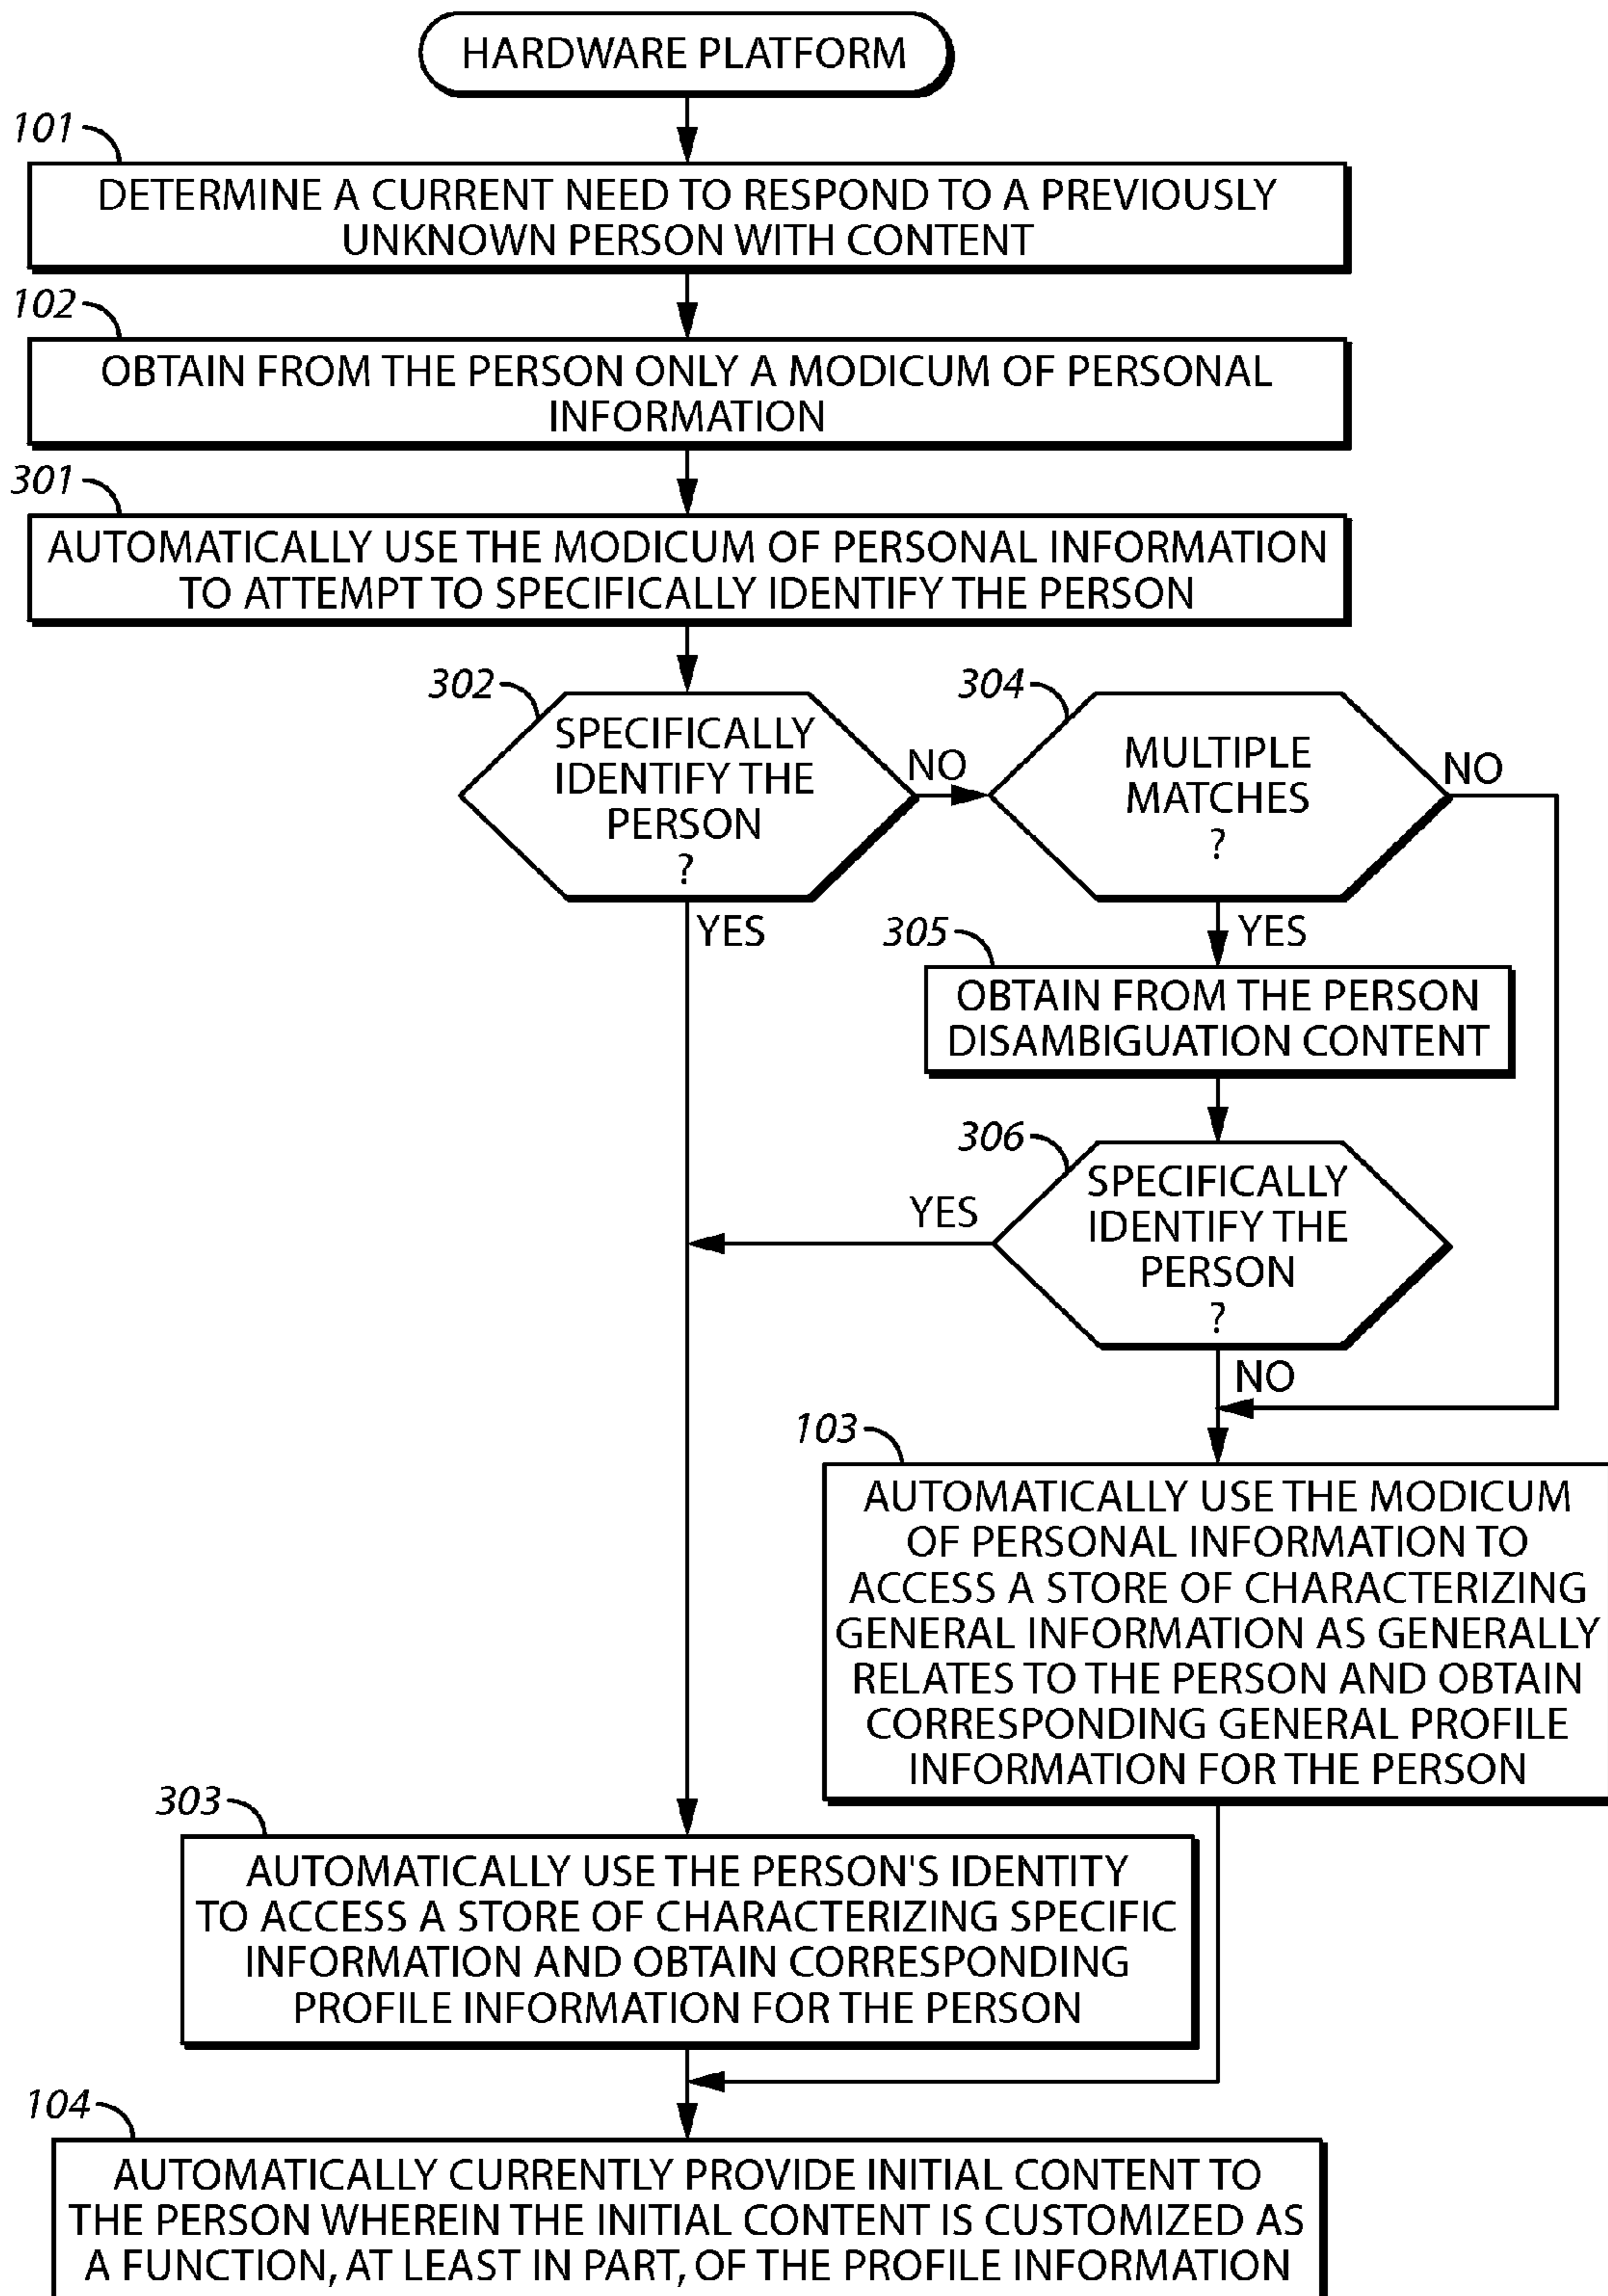 HARDWARE PLATFORM
101
DETERMINE A CURRENT NEED TO RESPOND TO A PREVIOUSLY
UNKNOWN PERSON WITH CONTENT
102
OBTAIN FROM THE PERSON ONLY A MODICUM OF PERSONAL
INFORMATION
301
AUTOMATICALLY USE THE MODICUM OF PERSONAL INFORMATION
TO ATTEMPT TO SPECIFICALLY IDENTIFY THE PERSON
302
SPECIFICALLY
IDENTIFY THE
PERSON
?
NO
YES
304
MULTIPLE
MATCHES
?
NO
YES
305
OBTAIN FROM THE PERSON
DISAMBIGUATION CONTENT
306
SPECIFICALLY
IDENTIFY THE
PERSON
?
YES
NO
103
AUTOMATICALLY USE THE MODICUM
OF PERSONAL INFORMATION TO
ACCESS A STORE OF CHARACTERIZING
GENERAL INFORMATION AS GENERALLY
RELATES TO THE PERSON AND OBTAIN
CORRESPONDING GENERAL PROFILE
INFORMATION FOR THE PERSON
303
AUTOMATICALLY USE THE PERSON'S IDENTITY
TO ACCESS A STORE OF CHARACTERIZING SPECIFIC
INFORMATION AND OBTAIN CORRESPONDING
PROFILE INFORMATION FOR THE PERSON
104
AUTOMATICALLY CURRENTLY PROVIDE INITIAL CONTENT TO
THE PERSON WHEREIN THE INITIAL CONTENT IS CUSTOMIZED AS
A FUNCTION, AT LEAST IN PART, OF THE PROFILE INFORMATION